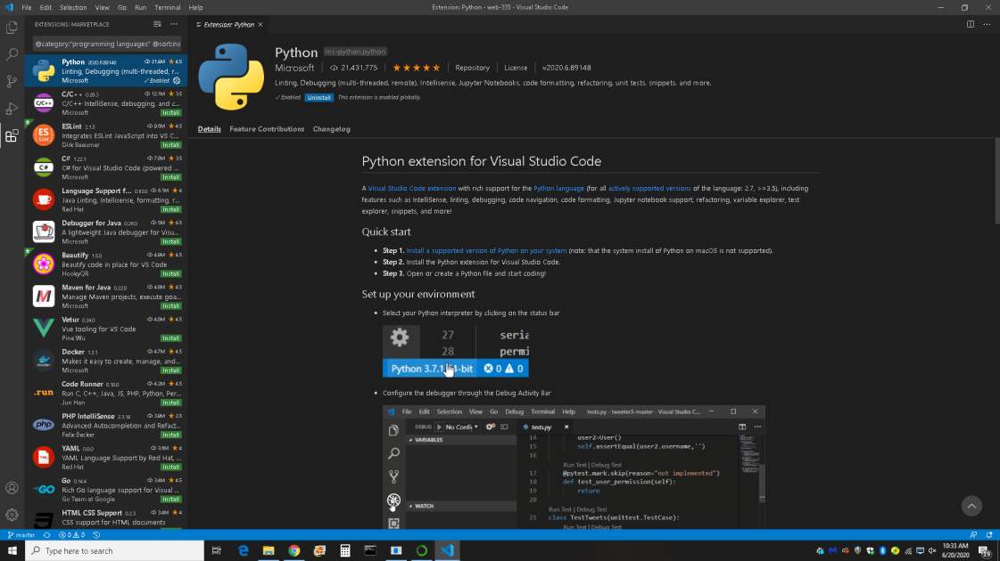 File Edit Selection View Go Run Terminal Help
Extension: Python - web-335 - Visual Studio Code
EXTENSIONS: MARKETPLACE
@category:"programming languages" @sort:ins
Python 2020.6.89148 21.4M 4.5
Linting, Debugging (multi-threaded, r...
Microsoft Enabled
C/C++ 0.28.3 12.1M 3.5
C/C++ IntelliSense, debugging, and c...
Microsoft Install
ESLint 2.1.5 9.6M 4.5
Integrates ESLint JavaScript into VS C...
Dirk Baeumer Install
C# 1.22.1 7.8M 3.5
C# for Visual Studio Code (powered ...
Microsoft Install
Language Support f... 0.63.0 6.1M 4
Java Linting, Intellisense, formatting, r...
Red Hat Install
Debugger for Java 0.26.0 5M 4.5
A lightweight Java debugger for Visu...
Microsoft Install
Beautify 1.5.0 4.9M 4.5
Beautify code in place for VS Code
HookyQR Install
Maven for Java 0.22.0 4.8M 4.5
Manage Maven projects, execute goa...
Microsoft Install
Vetur 0.24.0 4.8M 4.5
Vue tooling for VS Code
Pine Wu Install
Docker 1.3.1 4.7M 4.5
Makes it easy to create, manage, and...
Microsoft Install
Code Runner 0.10.0 4.2M 4.5
Run C, C++, Java, JS, PHP, Python, Per...
Jun Han Install
PHP IntelliSense 2.3.14 3.9M 2.5
Advanced Autocompletion and Refact...
Felix Becker Install
YAML 0.8.0 3.6M 4
YAML Language Support by Red Hat, ...
Red Hat Install
Go 0.14.4 3.4M 4.5
Rich Go language support for Visual ...
Go Team at Google Install
HTML CSS Support 0.2.3 3.4M 4
CSS support for HTML documents
Extension: Python
Python ms-python.python
Microsoft 21,431,775 Repository License v2020.6.89148
Linting, Debugging (multi-threaded, remote), Intellisense, Jupyter Notebooks, code formatting, refactoring, unit tests, snippets, and more.
Enabled Uninstall This extension is enabled globally.
Details Feature Contributions Changelog
Python extension for Visual Studio Code
A Visual Studio Code extension with rich support for the Python language (for all actively supported versions of the language: 2.7, >=3.5), including
features such as IntelliSense, linting, debugging, code navigation, code formatting, Jupyter notebook support, refactoring, variable explorer, test
explorer, snippets, and more!
Quick start
• Step 1. Install a supported version of Python on your system (note: that the system install of Python on macOS is not supported).
• Step 2. Install the Python extension for Visual Studio Code.
• Step 3. Open or create a Python file and start coding!
Set up your environment
• Select your Python interpreter by clicking on the status bar
27 seria
28 permi
Python 3.7.1 4-bit 0 0
• Configure the debugger through the Debug Activity Bar
File Edit Selection View Go Debug Terminal Help tests.py - tweeter3-master - Visual Studio C...
DEBUG No Config tests.py
VARIABLES
WATCH
14 user2=User()
15 self.assertEqual(user2.username,'')
16
Run Test | Debug Test
17 @pytest.mark.skip(reason="not implemented")
18 def test_user_permission(self):
19 return
20
Run Test | Debug Test
21 class TestTweets(unittest.TestCase):
Run Test | Debug Test
master 0 0
Type here to search
10:33 AM
6/20/2020
19